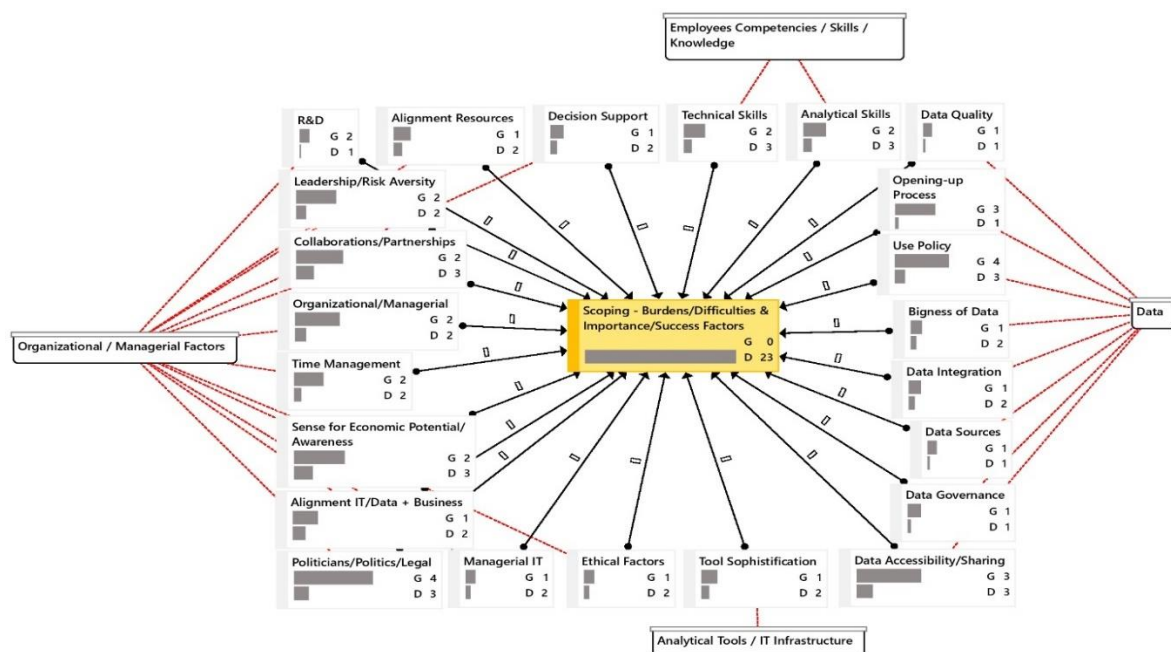 Employees Competencies / Skills /
Knowledge
R&D
G 2
D 1
Alignment Resources
G 1
D 2
Decision Support
G 1
D 2
Technical Skills
G 2
D 3
Analytical Skills
G 2
D 3
Data Quality
G 1
D 1
Leadership/Risk Aversity
G 2
D 2
Opening-up
Process
G 3
D 1
Collaborations/Partnerships
G 2
D 3
Use Policy
G 4
D 3
Organizational/Managerial
G 2
D 2
Scoping - Burdens/Difficulties &
Importance/Success Factors
G 0
D 23
Bigness of Data
G 1
D 2
Organizational / Managerial Factors
Data
Time Management
G 2
D 2
Data Integration
G 1
D 2
Sense for Economic Potential/
Awareness
G 2
D 3
Data Sources
G 1
D 1
Alignment IT/Data + Business
G 1
D 2
Data Governance
G 1
D 1
Politicians/Politics/Legal
G 4
D 3
Managerial IT
G 1
D 2
Ethical Factors
G 1
D 2
Tool Sophistification
G 1
D 2
Data Accessibility/Sharing
G 3
D 3
Analytical Tools / IT Infrastructure